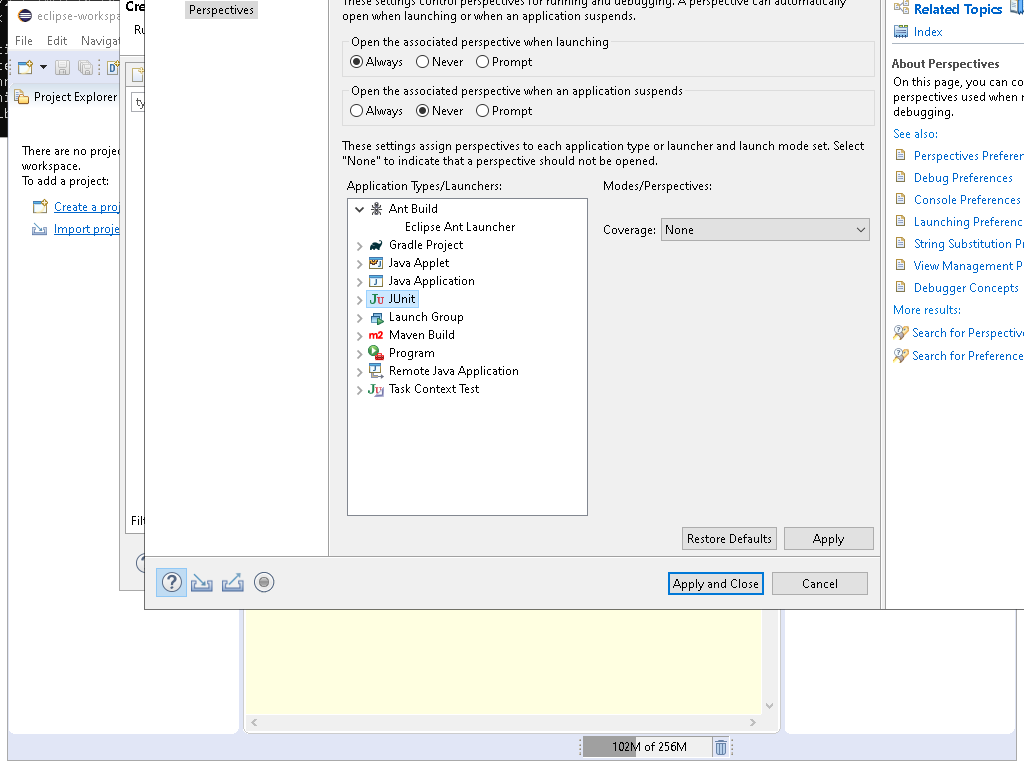 eclipse-workspa
File Edit Navigat
Project Explorer
There are no proje
workspace.
To add a project:
Create a proj
Import proje
Cre
Ru
ty
Filt
Perspectives
These settings control perspectives for running and debugging. A perspective can automatically
open when launching or when an application suspends.
Open the associated perspective when launching
Always Never Prompt
Open the associated perspective when an application suspends
Always Never Prompt
These settings assign perspectives to each application type or launcher and launch mode set. Select
"None" to indicate that a perspective should not be opened.
Application Types/Launchers:
Modes/Perspectives:
Ant Build
Eclipse Ant Launcher
Gradle Project
Java Applet
Java Application
JUnit
Launch Group
Maven Build
Program
Remote Java Application
Task Context Test
Coverage: None
Restore Defaults Apply
Apply and Close Cancel
Related Topics
Index
About Perspectives
On this page, you can co
perspectives used when r
debugging.
See also:
Perspectives Preferen
Debug Preferences
Console Preferences
Launching Preferenc
String Substitution P
View Management P
Debugger Concepts
More results:
Search for Perspective
Search for Preference
102M of 256M